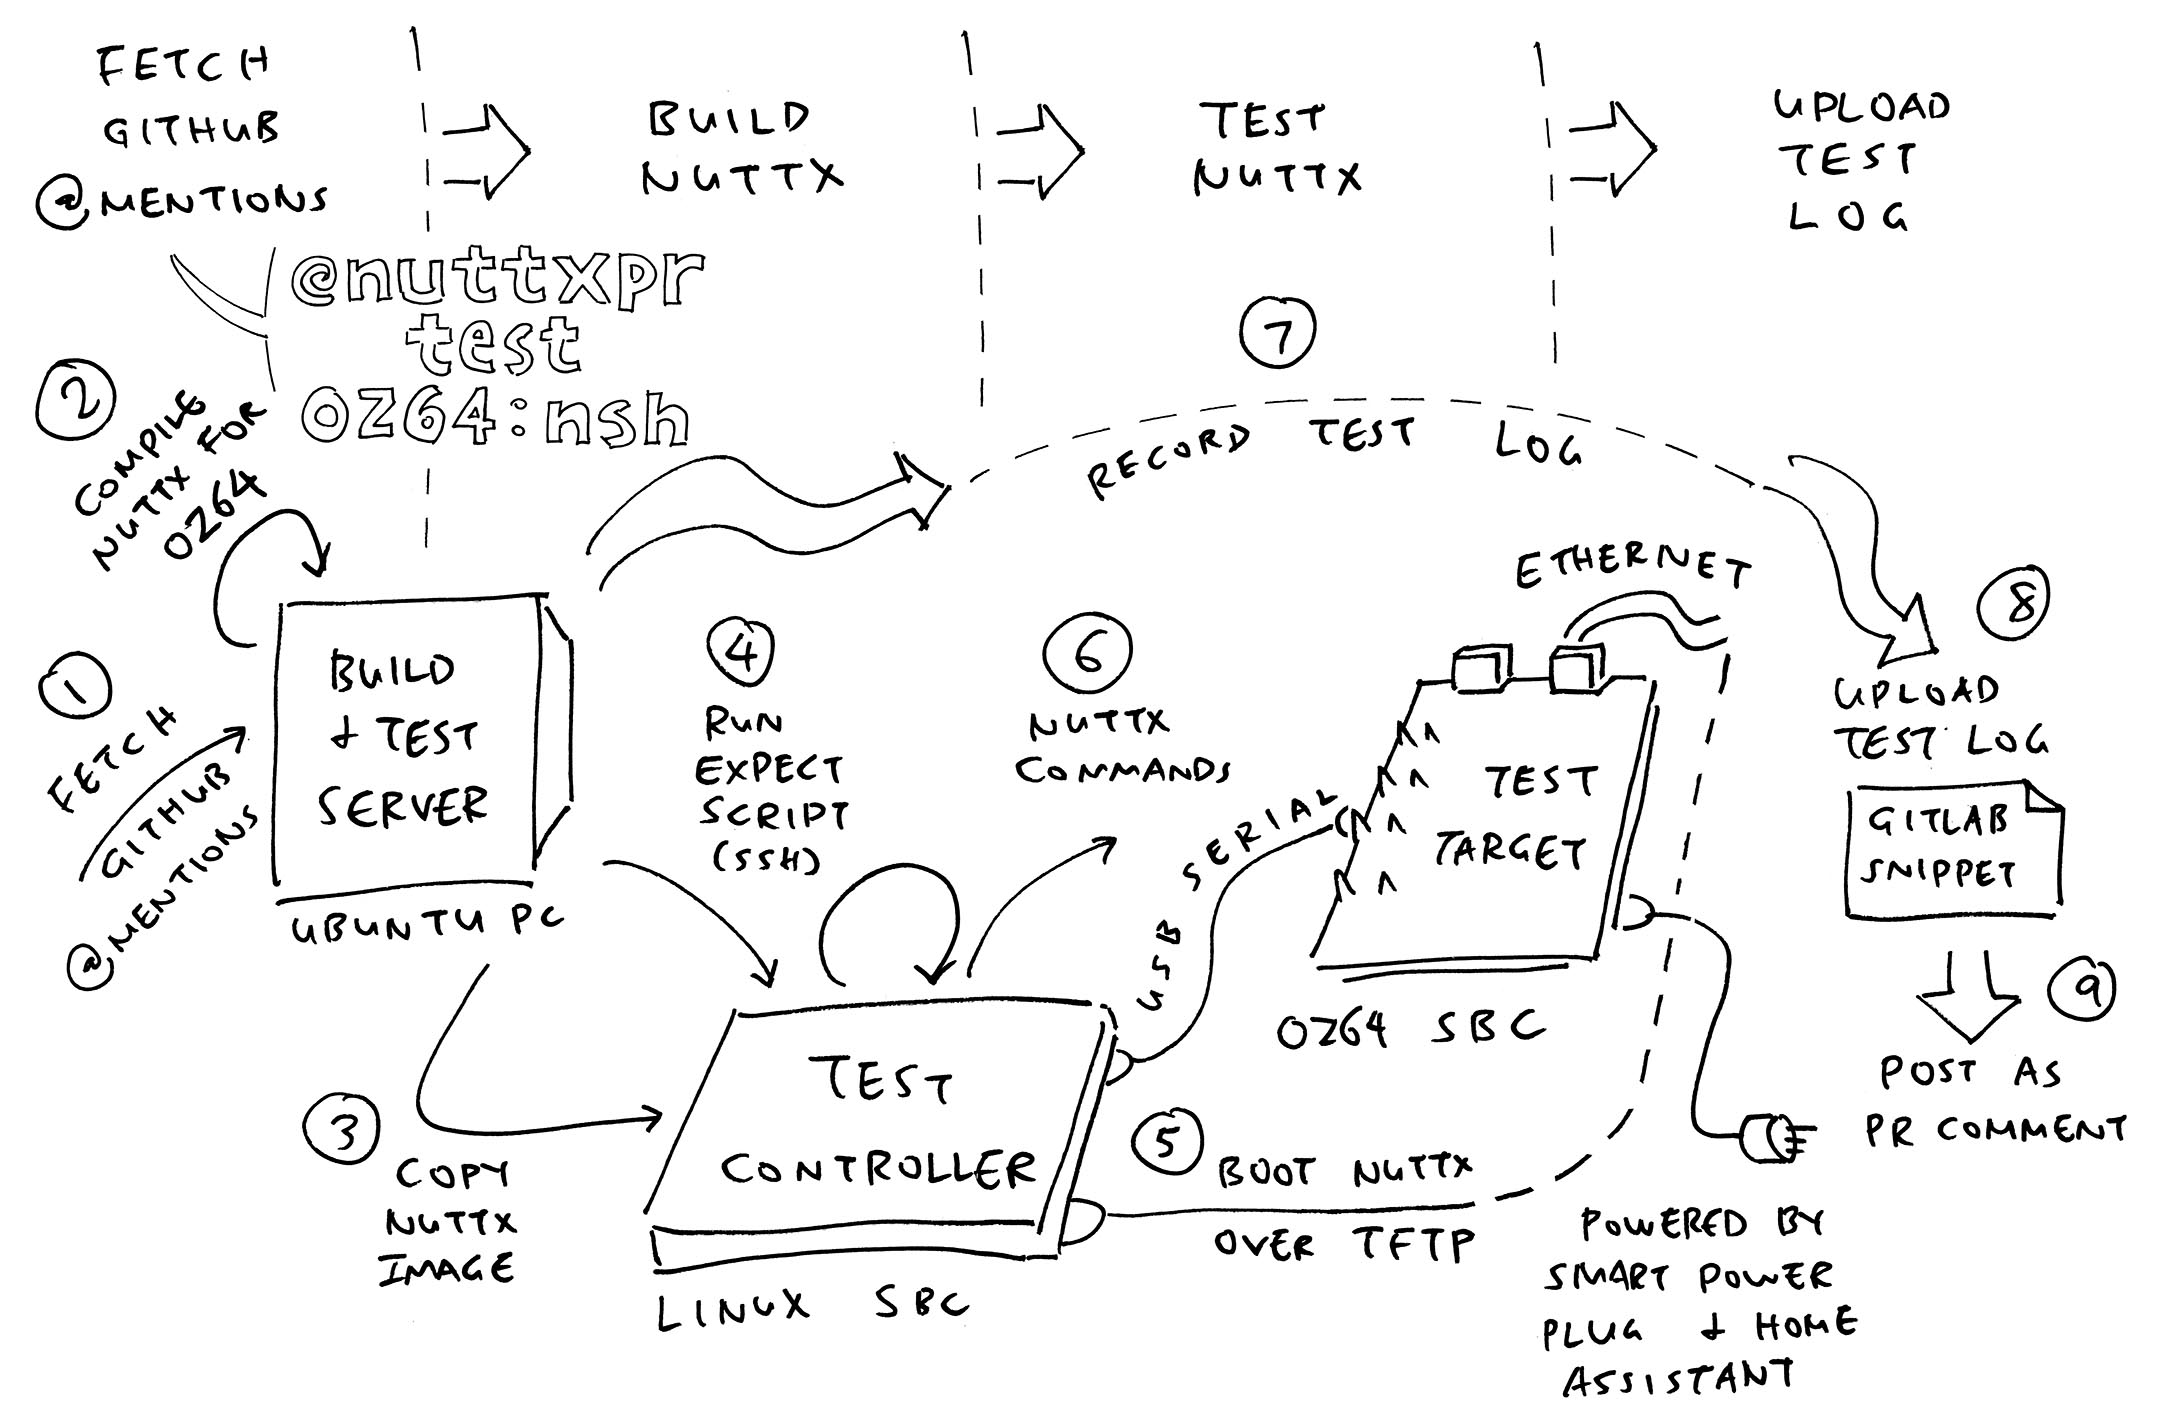 FETCH
GITHUB
@MENTIONS
BUILD
NUTTX
TEST
NUTTX
UPLOAD
TEST
LOG
@nuttxpr
test
oz64:nsh
2
COMPILE
NUTTX FOR
OZ64
7
RECORD TEST LOG
1
FETCH
GITHUB
@MENTIONS
BUILD
& TEST
SERVER
UBUNTU PC
4
RUN
EXPECT
SCRIPT
(SSH)
6
NUTTX
COMMANDS
USB SERIAL
ETHERNET
TEST
TARGET
OZ64 SBC
8
UPLOAD
TEST LOG
GITLAB
SNIPPET
9
POST AS
PR COMMENT
3
COPY
NUTTX
IMAGE
TEST
CONTROLLER
LINUX SBC
5
BOOT NUTTX
OVER TFTP
POWERED BY
SMART POWER
PLUG & HOME
ASSISTANT